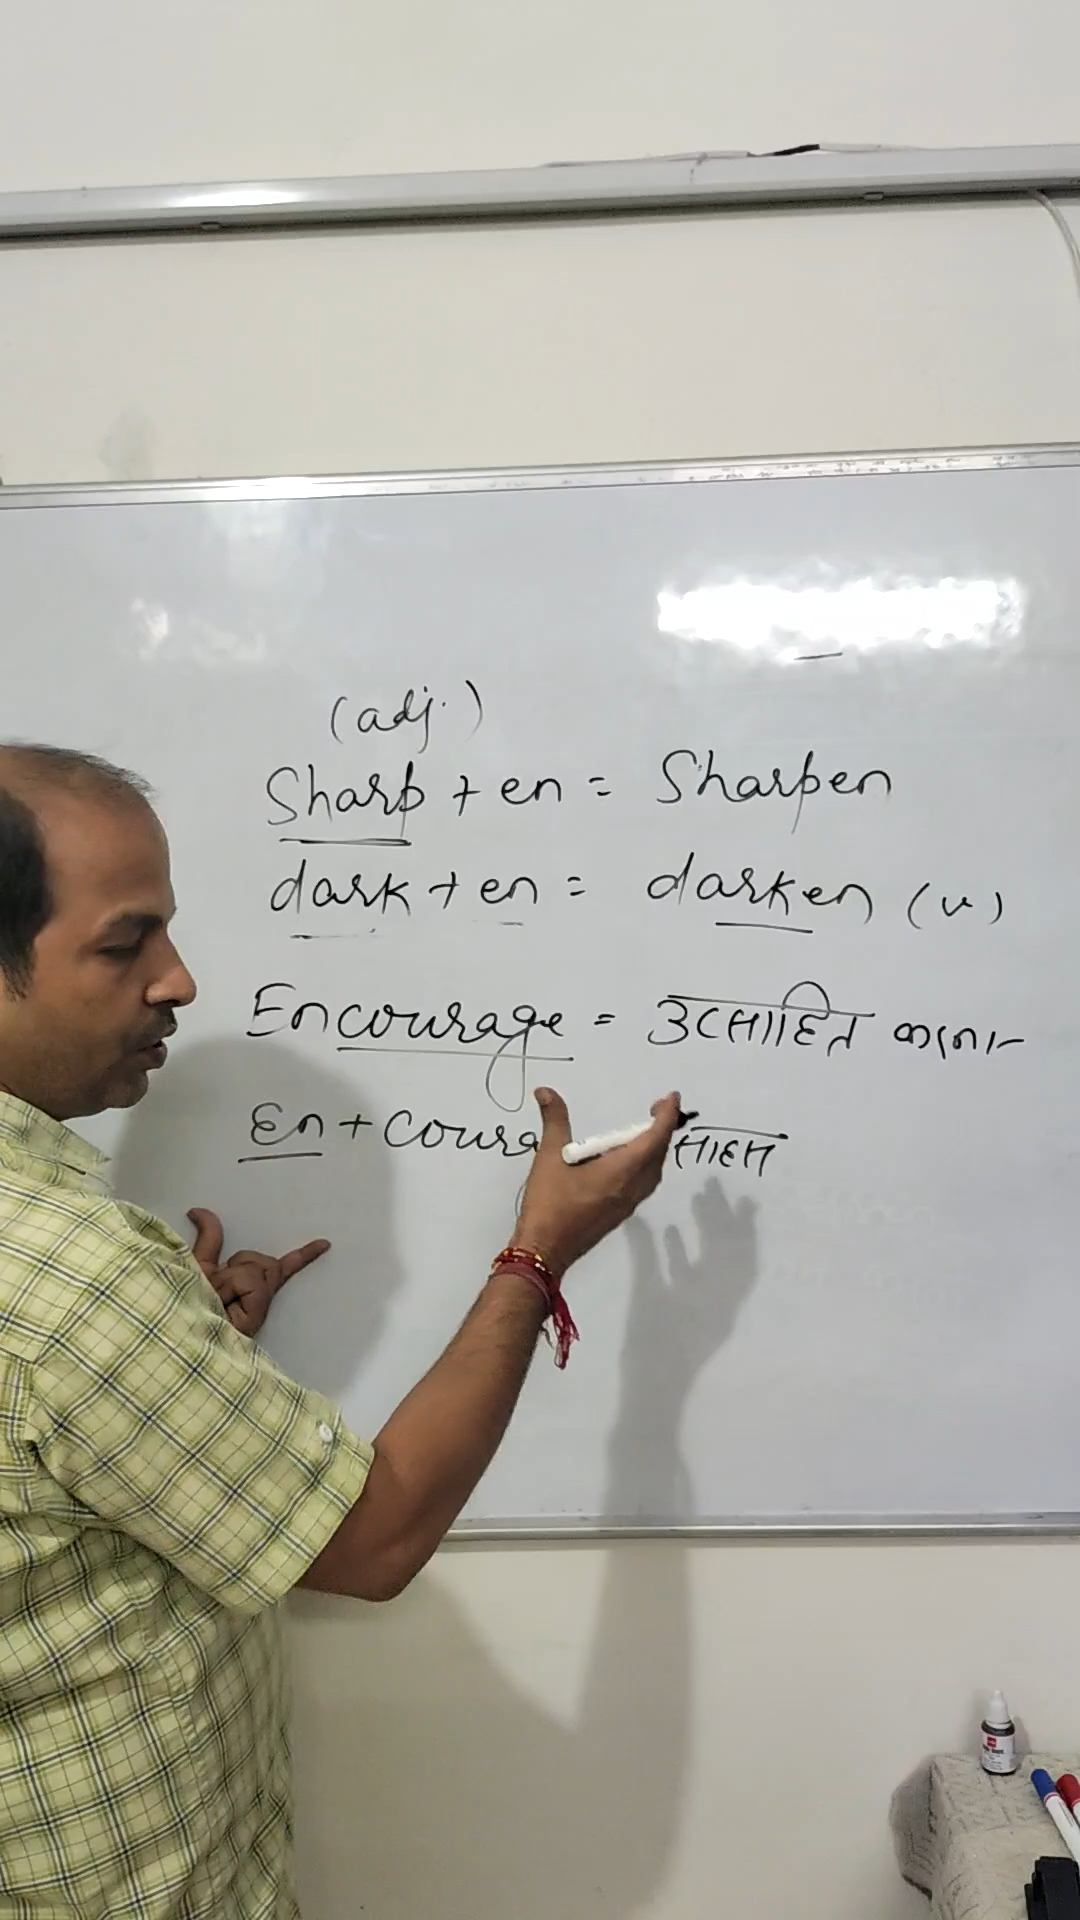 (adj.)
Sharp + en = Sharpen
dark + en = darken (v)
Encourage = उत्साहित करना
En + Coura साहस